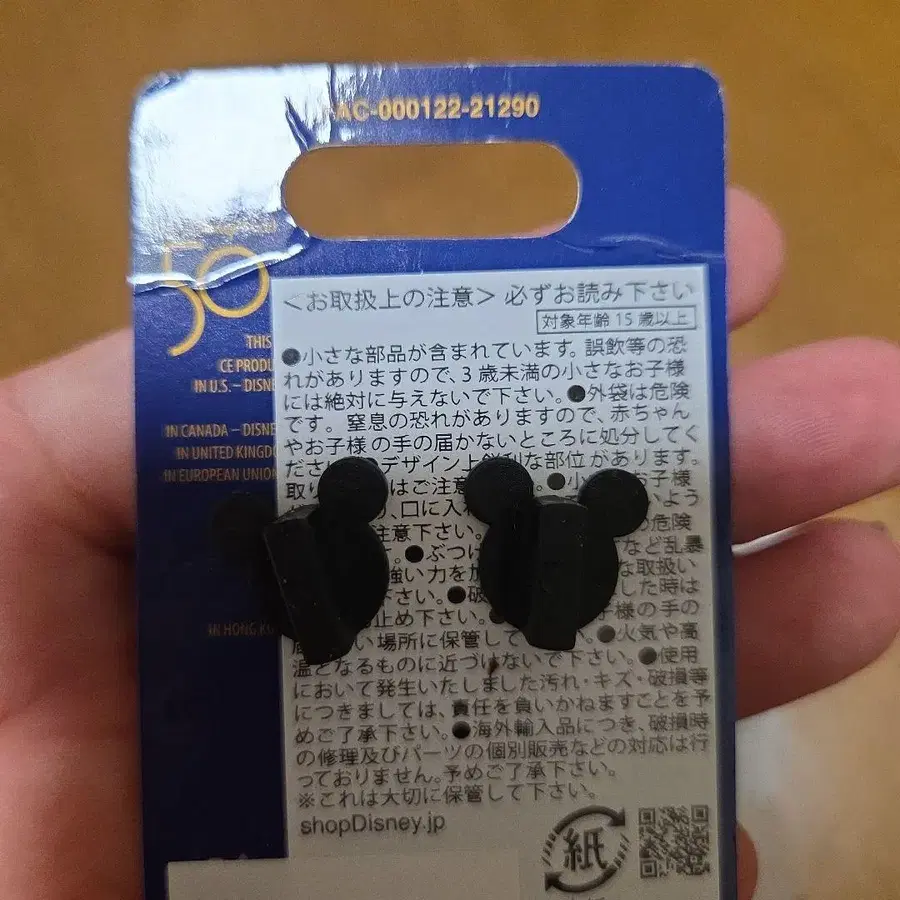 AC-000122-21290
50
THIS
CE PRODU
IN U.S. – DISNE
IN CANADA – DISNE
IN UNITED KINGDO
IN EUROPEAN UNION
IN HONG KO
<お取扱上の注意> 必ずお読み下さい
対象年齢 15 歳以上
●小さな部品が含まれています。誤飲等の恐
れがありますので、3 歳未満の小さなお子様
には絶対に与えないで下さい。●外袋は危険
です。窒息の恐れがありますので、赤ちゃん
やお子様の手の届かないところに処分してく
ださい デザイン上鋭利な部位があります。
取り はご注意 ●小 お子様
、口に入れ いよう
注意下さい。 の危険
●ぶつけ など乱暴
強い力を加 な取扱い
さい。●破 した時は
止め下さい。 子様の手の
い場所に保管して い。●火気や高
温となるものに近づけないで下さい。●使用
において発生いたしました汚れ・キズ・破損等
につきましては、責任を負いかねますことを予
めご了承下さい。●海外輸入品につき、破損時
の修理及びパーツの個別販売などの対応は行
っておりません。予めご了承下さい。
※これは大切に保管して下さい。
shopDisney.jp
紙